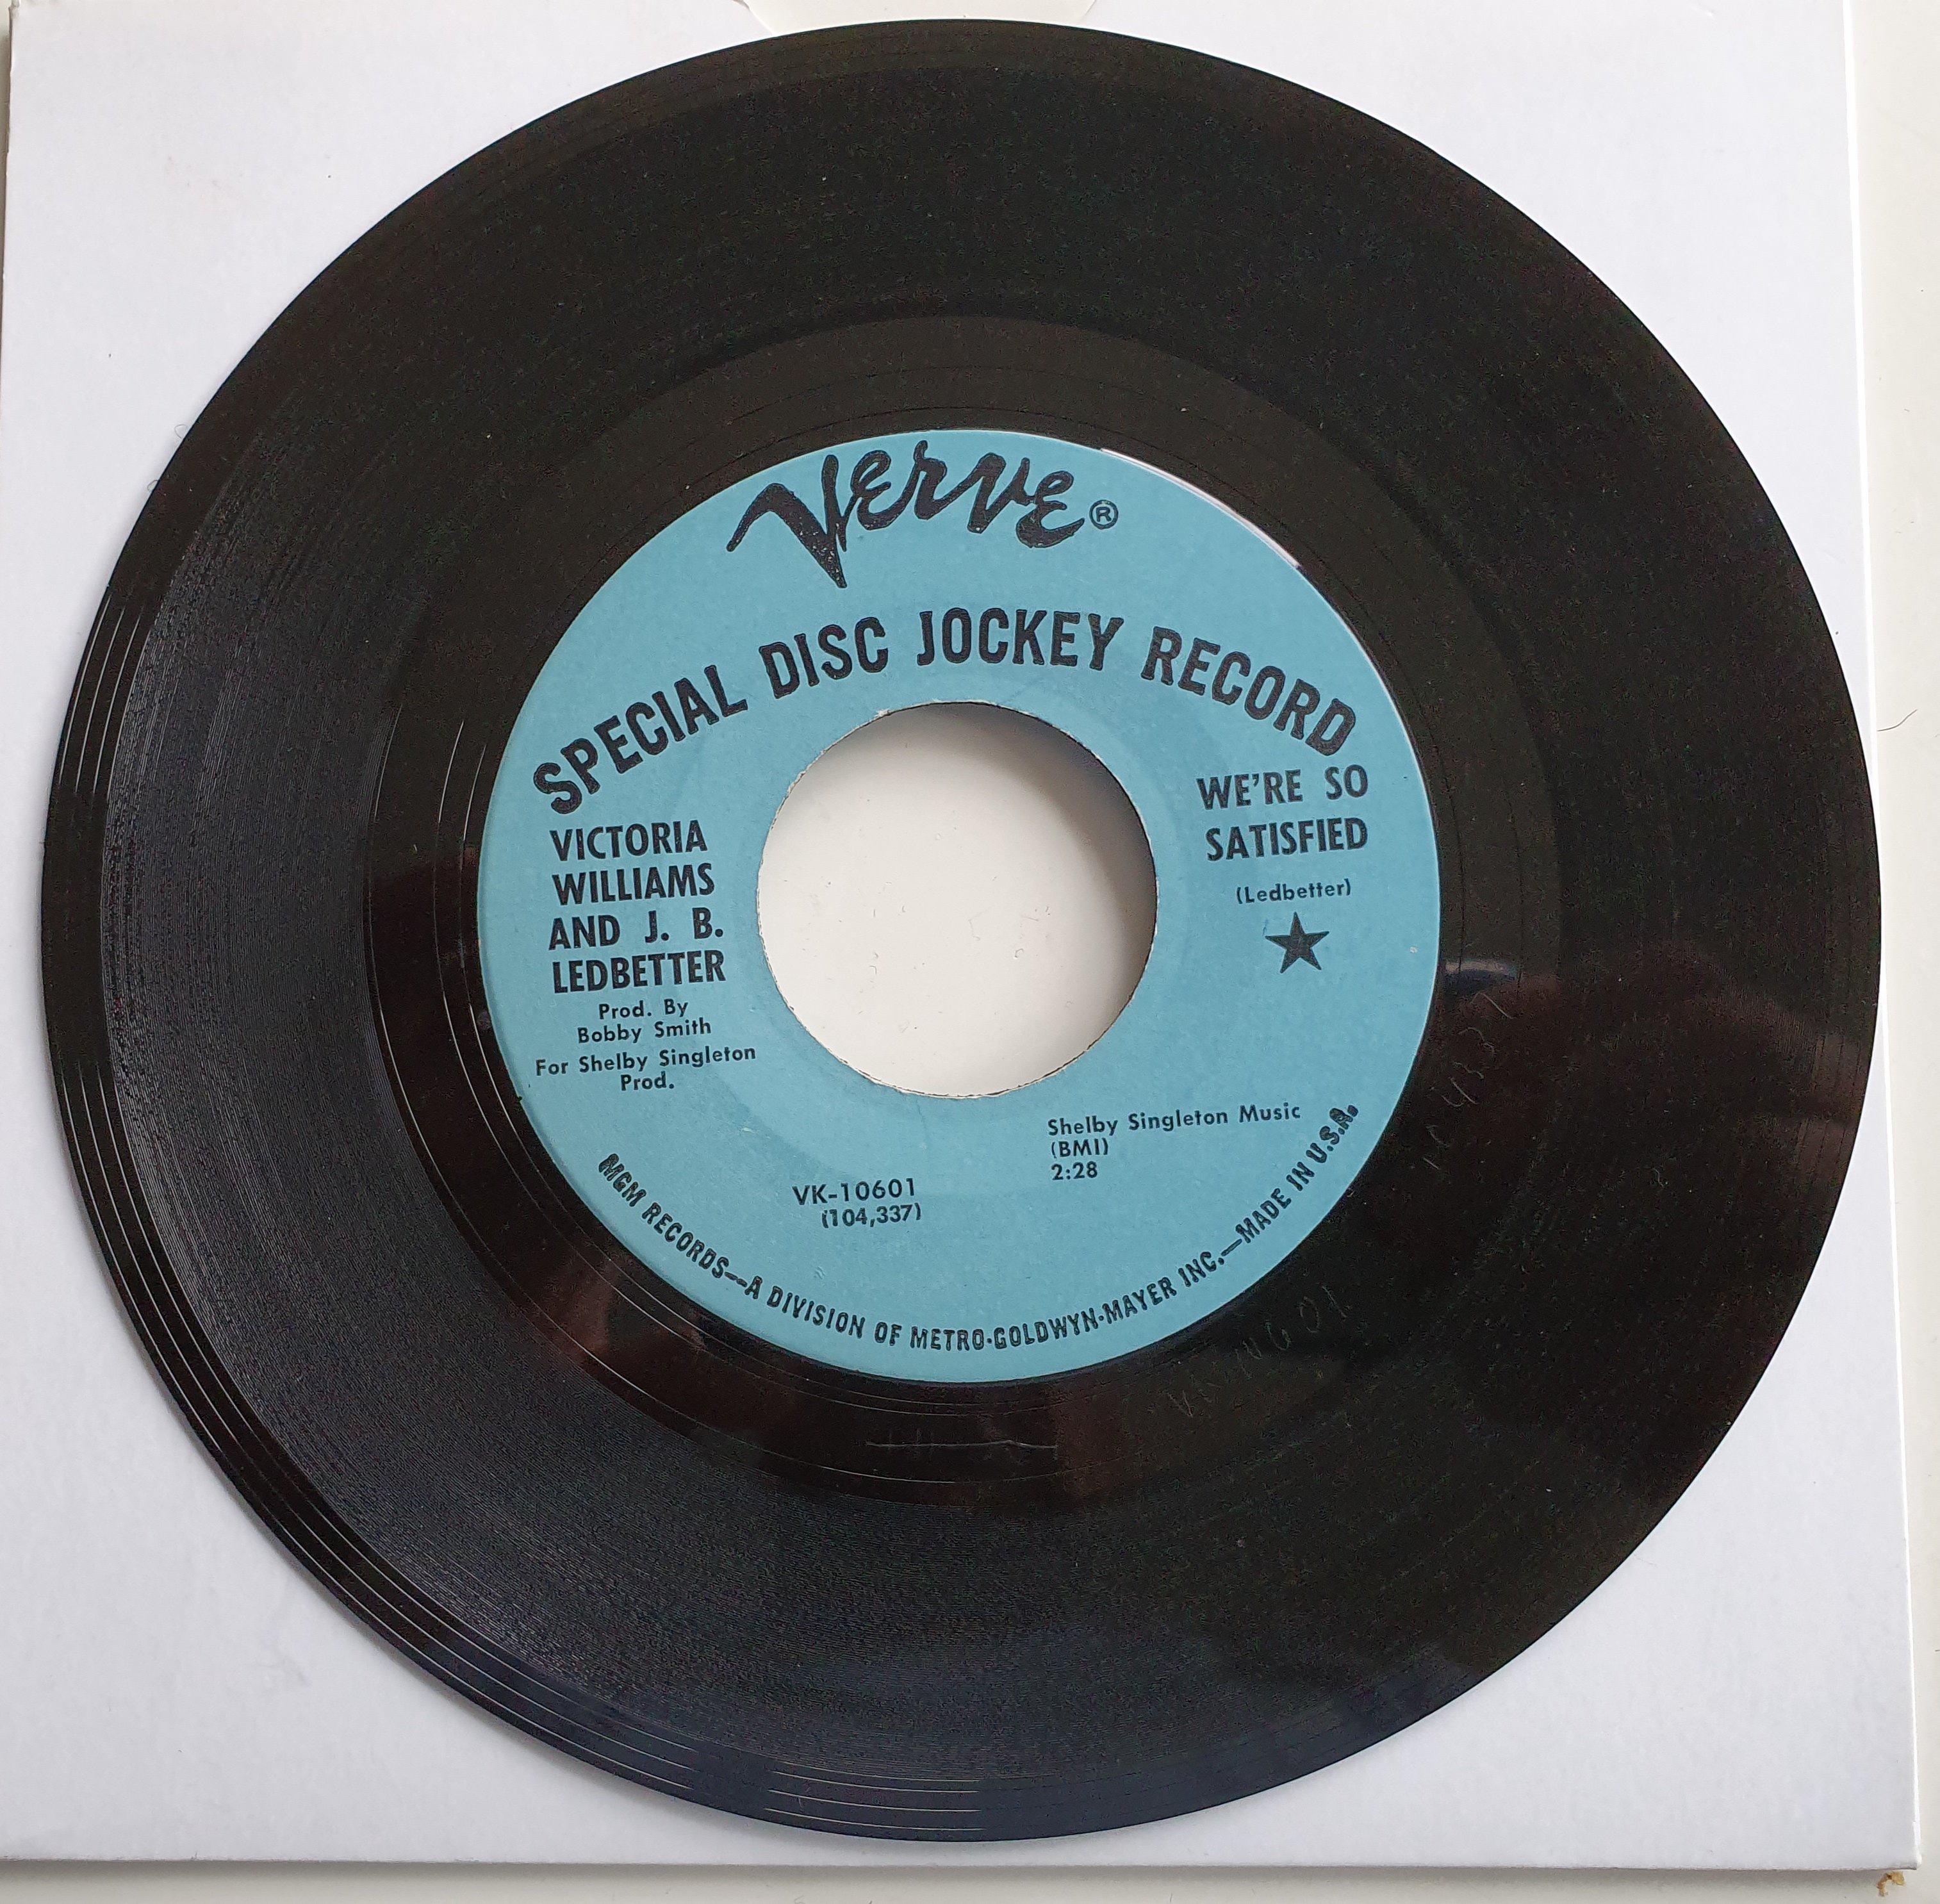 Verve®
SPECIAL DISC JOCKEY RECORD
VICTORIA
WILLIAMS
AND J. B.
LEDBETTER
Prod. By
Bobby Smith
For Shelby Singleton
Prod.
WE'RE SO
SATISFIED
(Ledbetter)
Shelby Singleton Music
(BMI)
2:28
VK-10601
(104,337)
MGM RECORDS—A DIVISION OF METRO-GOLDWYN-MAYER INC.—MADE IN U.S.A.